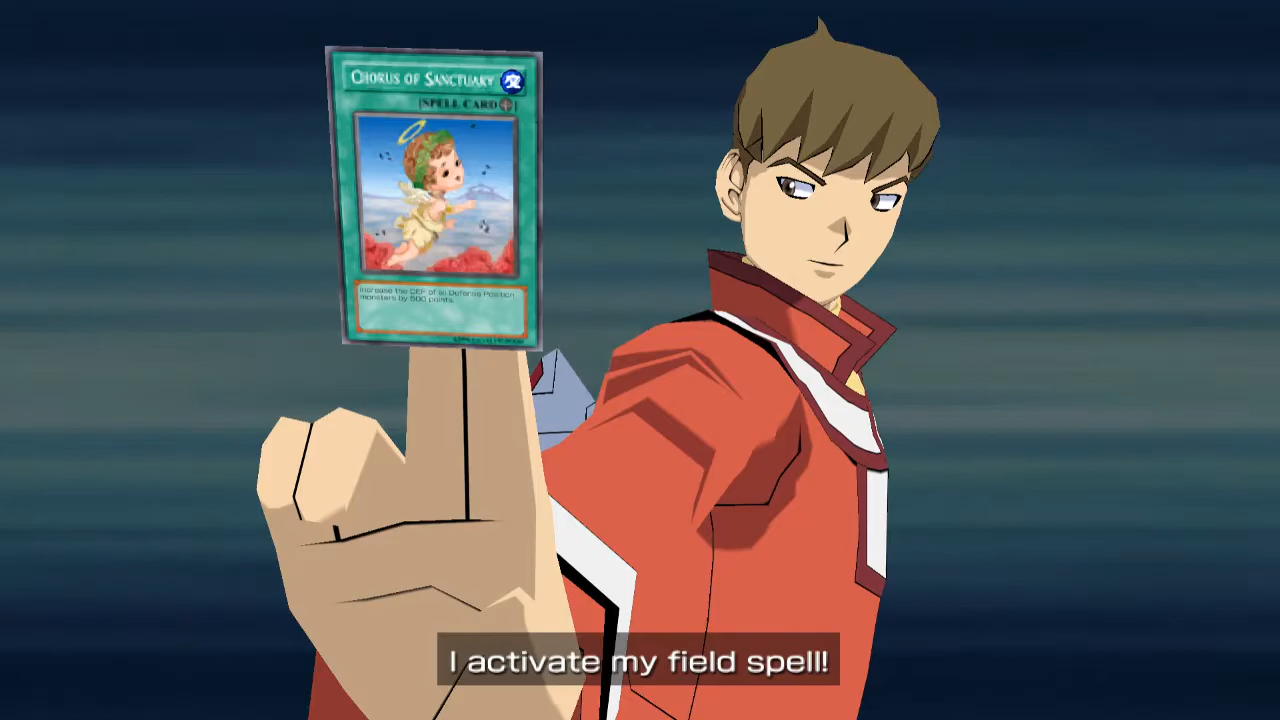 CHORUS OF SANCTUARY
[SPELL CARD]
Increase the DEF of all Defense Position
monsters by 500 points.
I activate my field spell!